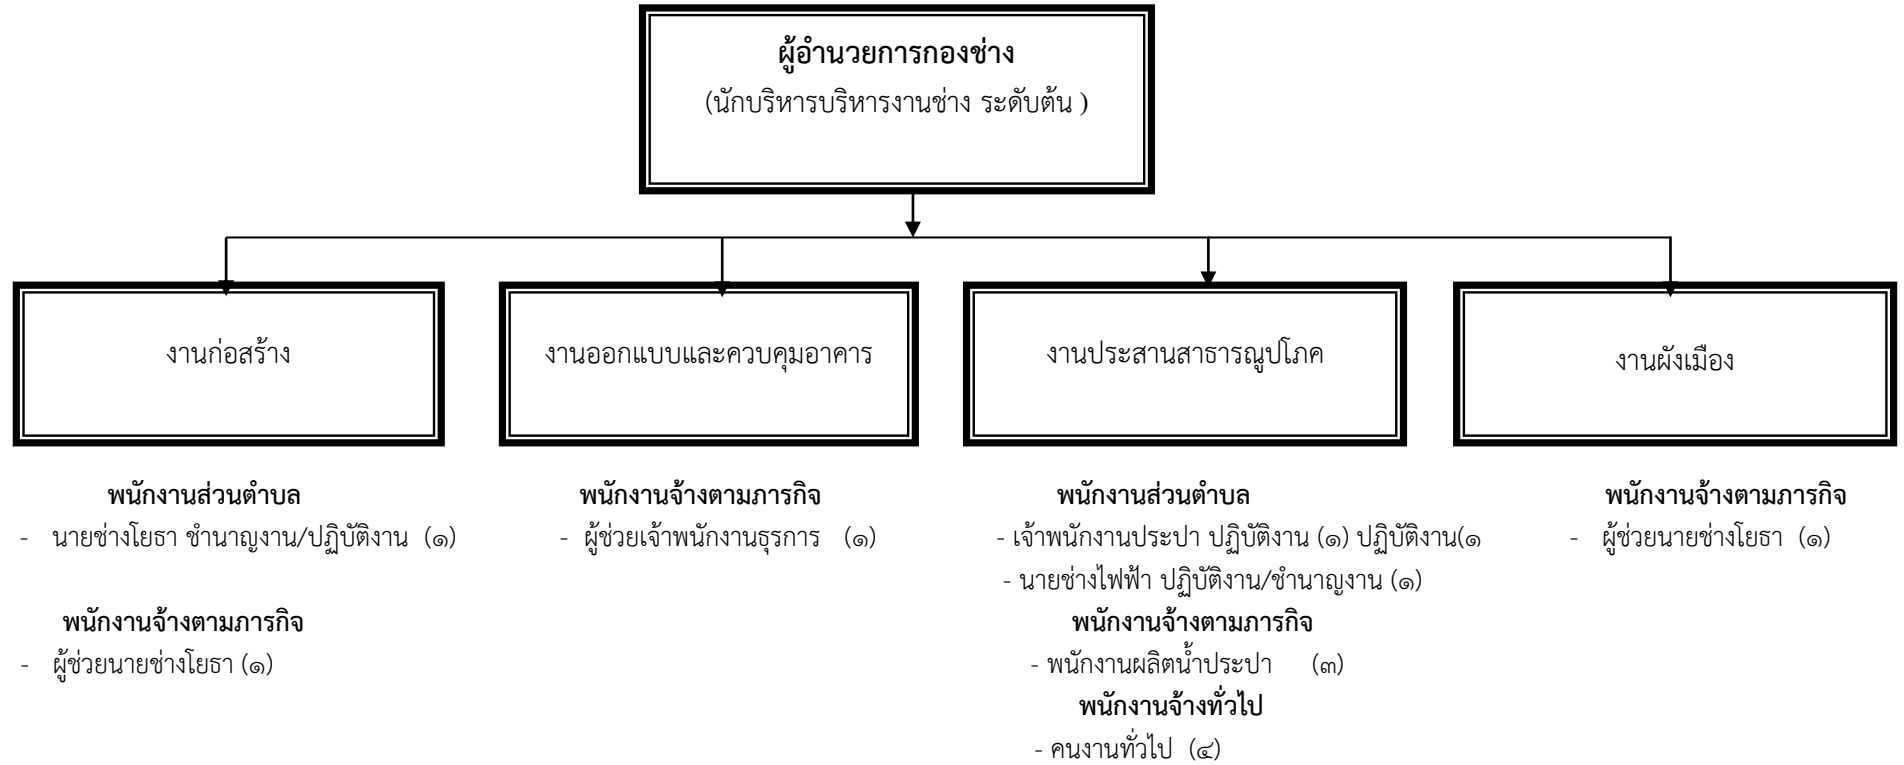 ผู้อำนวยการกองช่าง
(นักบริหารบริหารงานช่าง ระดับต้น )
งานก่อสร้าง
งานออกแบบและควบคุมอาคาร
งานประสานสาธารณูปโภค
งานผังเมือง
พนักงานส่วนตำบล
- นายช่างโยธา ชำนาญงาน/ปฏิบัติงาน (๑)
พนักงานจ้างตามภารกิจ
- ผู้ช่วยนายช่างโยธา (๑)
พนักงานจ้างตามภารกิจ
- ผู้ช่วยเจ้าพนักงานธุรการ (๑)
พนักงานส่วนตำบล
- เจ้าพนักงานประปา ปฏิบัติงาน (๑) ปฏิบัติงาน(๑
- นายช่างไฟฟ้า ปฏิบัติงาน/ชำนาญงาน (๑)
พนักงานจ้างตามภารกิจ
- พนักงานผลิตน้ำประปา (๓)
พนักงานจ้างทั่วไป
- คนงานทั่วไป (๔)
พนักงานจ้างตามภารกิจ
- ผู้ช่วยนายช่างโยธา (๑)